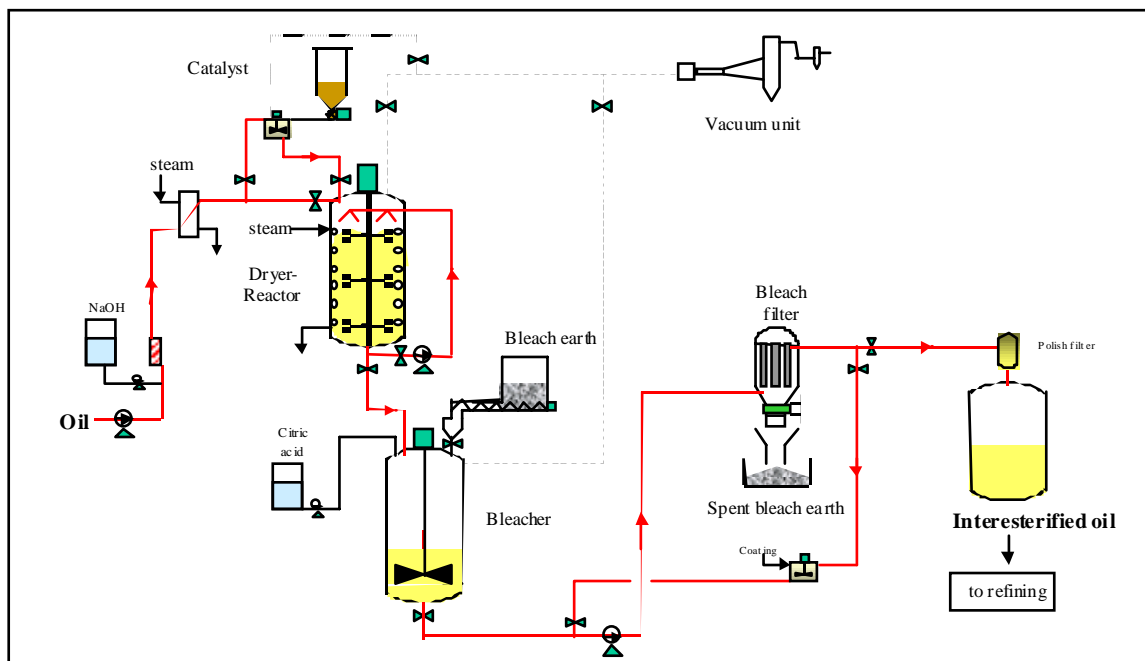 Catalyst
Vacuum unit
steam
steam
Dryer-
Reactor
NaOH
Oil
Bleach earth
Citric
acid
Bleacher
Bleach
filter
Polish filter
Spent bleach earth
Coating
Interesterified oil
to refining